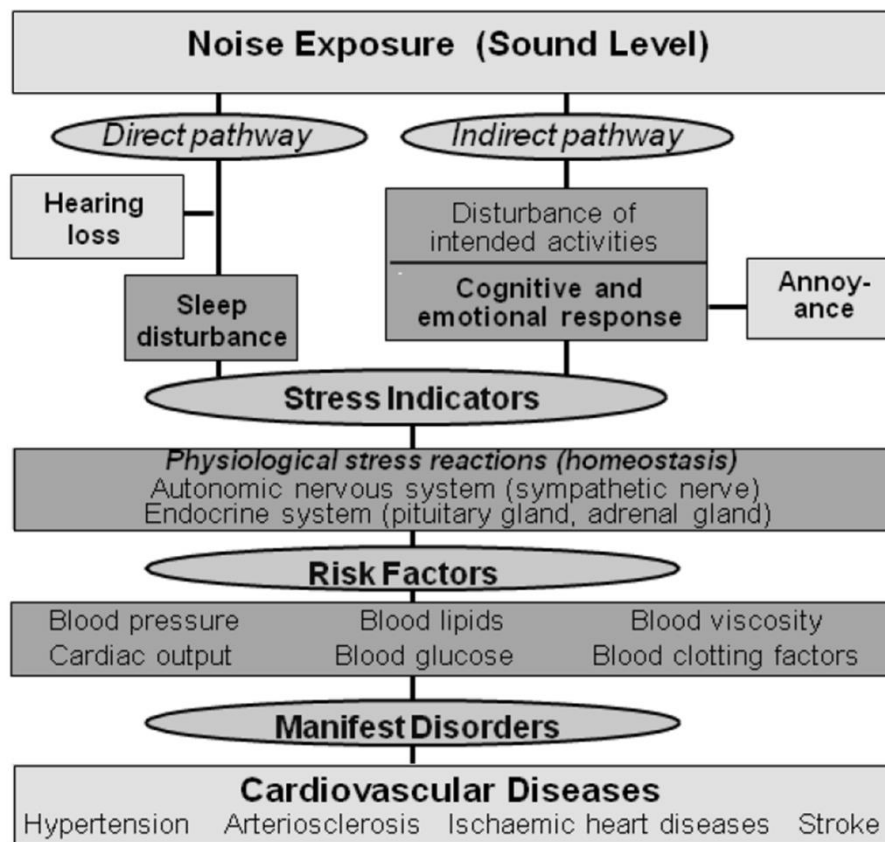 Noise Exposure (Sound Level)
Direct pathway
Indirect pathway
Hearing
loss
Disturbance of
intended activities
Cognitive and
emotional response
Annoy-
ance
Sleep
disturbance
Stress Indicators
Physiological stress reactions (homeostasis)
Autonomic nervous system (sympathetic nerve)
Endocrine system (pituitary gland, adrenal gland)
Risk Factors
Blood pressure Blood lipids Blood viscosity
Cardiac output Blood glucose Blood clotting factors
Manifest Disorders
Cardiovascular Diseases
Hypertension Arteriosclerosis Ischaemic heart diseases Stroke